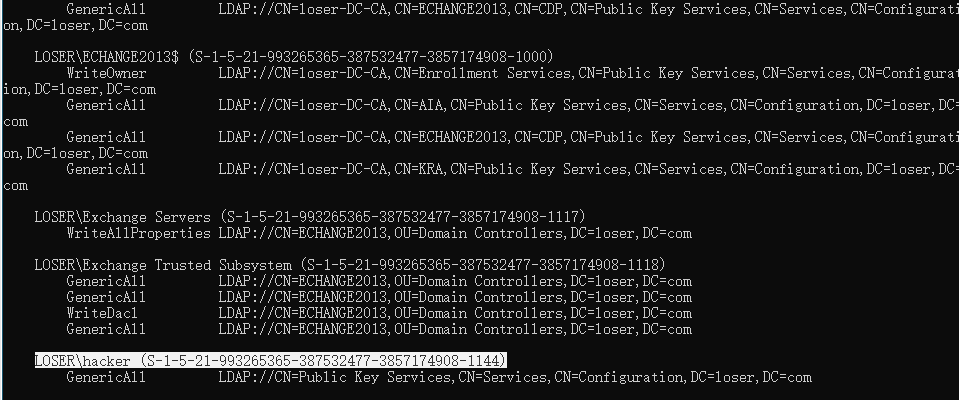 GenericAll LDAP://CN=loser-DC-CA,CN=ECHANGE2013,CN=CDP,CN=Public Key Services,CN=Services,CN=Configurati
on,DC=loser,DC=com
LOSER\ECHANGE2013$ (S-1-5-21-993265365-387532477-3857174908-1000)
WriteOwner LDAP://CN=loser-DC-CA,CN=Enrollment Services,CN=Public Key Services,CN=Services,CN=Configurat
ion,DC=loser,DC=com
GenericAll LDAP://CN=loser-DC-CA,CN=AIA,CN=Public Key Services,CN=Services,CN=Configuration,DC=loser,DC=
com
GenericAll LDAP://CN=loser-DC-CA,CN=ECHANGE2013,CN=CDP,CN=Public Key Services,CN=Services,CN=Configurati
on,DC=loser,DC=com
GenericAll LDAP://CN=loser-DC-CA,CN=KRA,CN=Public Key Services,CN=Services,CN=Configuration,DC=loser,DC=
com
LOSER\Exchange Servers (S-1-5-21-993265365-387532477-3857174908-1117)
WriteAllProperties LDAP://CN=ECHANGE2013,OU=Domain Controllers,DC=loser,DC=com
LOSER\Exchange Trusted Subsystem (S-1-5-21-993265365-387532477-3857174908-1118)
GenericAll LDAP://CN=ECHANGE2013,OU=Domain Controllers,DC=loser,DC=com
GenericAll LDAP://CN=ECHANGE2013,OU=Domain Controllers,DC=loser,DC=com
WriteDacl LDAP://CN=ECHANGE2013,OU=Domain Controllers,DC=loser,DC=com
GenericAll LDAP://CN=ECHANGE2013,OU=Domain Controllers,DC=loser,DC=com
LOSER\hacker (S-1-5-21-993265365-387532477-3857174908-1144)
GenericAll LDAP://CN=Public Key Services,CN=Services,CN=Configuration,DC=loser,DC=com